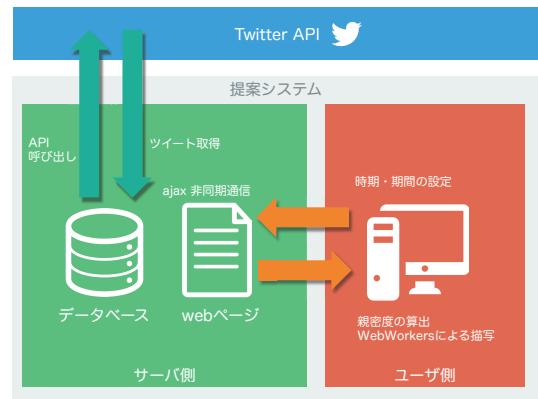 Twitter API
提案システム
API
呼び出し
ツイート取得
ajax 非同期通信
時期・期間の設定
データベース
webページ
親密度の算出
WebWorkersによる描写
サーバ側
ユーザ側